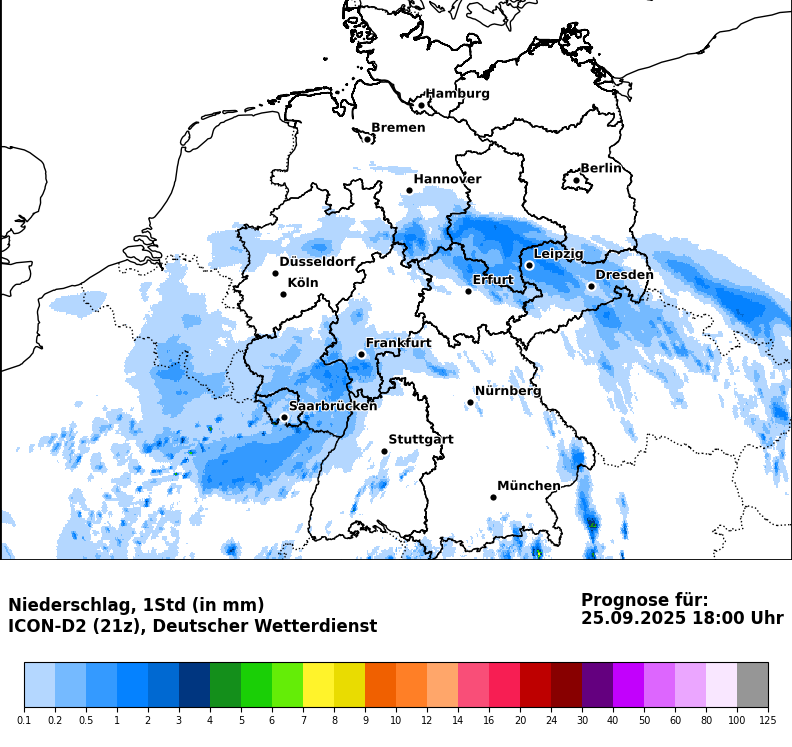 Hamburg
Bremen
Berlin
Hannover
Leipzig
Düsseldorf
Dresden
Köln
Erfurt
Frankfurt
Nürnberg
Saarbrücken
Stuttgart
München
Niederschlag, 1Std (in mm)
ICON-D2 (21z), Deutscher Wetterdienst
Prognose für:
25.09.2025 18:00 Uhr
0.1 0.2 0.5 1 2 3 4 5 6 7 8 9 10 12 14 16 20 24 30 40 50 60 80 100 125